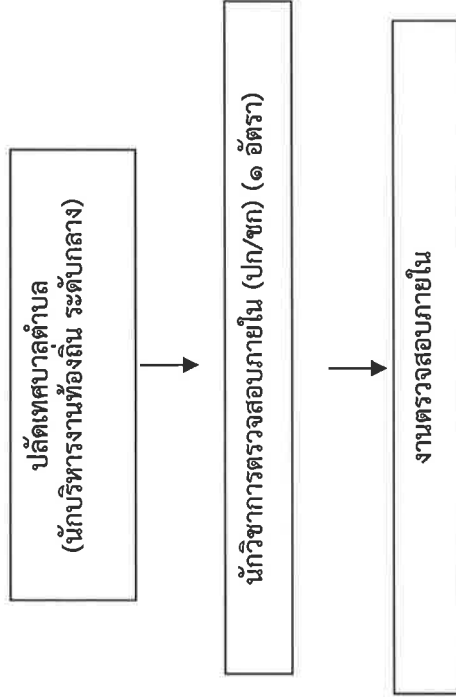 ปลัดเทศบาลตำบล
(นักบริหารงานท้องถิ่น ระดับกลาง)
นักวิชาการตรวจสอบภายใน (ปก/ชก) (๑ อัตรา)
งานตรวจสอบภายใน